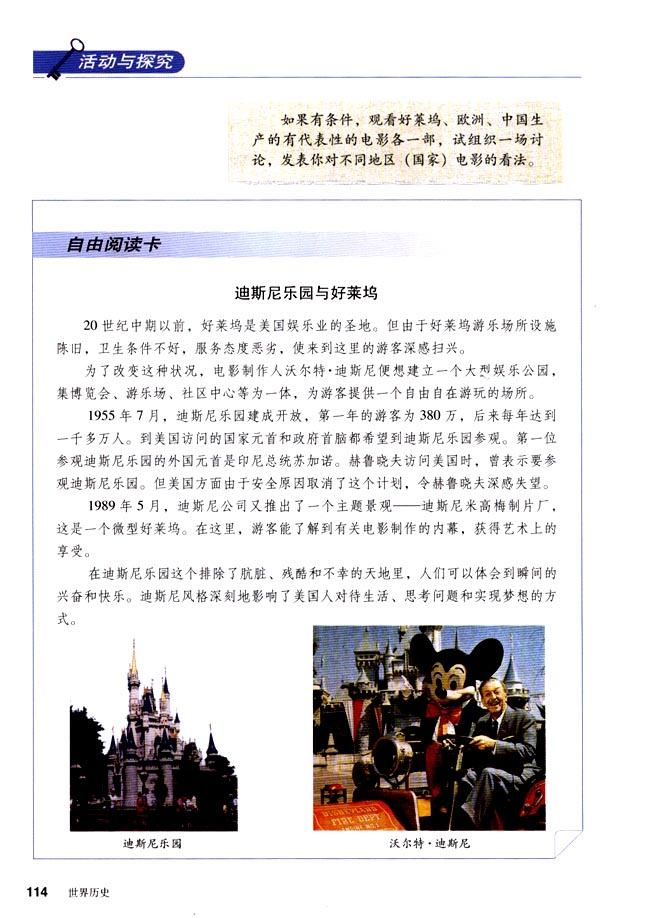 活动与探究
如果有条件，观看好莱坞、欧洲、中国生
产的有代表性的电影各一部，试组织一场讨
论，发表你对不同地区（国家）电影的看法。
自由阅读卡
迪斯尼乐园与好莱坞
20 世纪中期以前，好莱坞是美国娱乐业的圣地。但由于好莱坞游乐场所设施
陈旧，卫生条件不好，服务态度恶劣，使来到这里的游客深感扫兴。
为了改变这种状况，电影制作人沃尔特·迪斯尼便想建立一个大型娱乐公园，
集博览会、游乐场、社区中心等为一体，为游客提供一个自由自在游玩的场所。
1955 年 7 月，迪斯尼乐园建成开放，第一年的游客为 380 万，后来每年达到
一千多万人。到美国访问的国家元首和政府首脑都希望到迪斯尼乐园参观。第一位
参观迪斯尼乐园的外国元首是印尼总统苏加诺。赫鲁晓夫访问美国时，曾表示要参
观迪斯尼乐园。但美国方面由于安全原因取消了这个计划，令赫鲁晓夫深感失望。
1989 年 5 月，迪斯尼公司又推出了一个主题景观——迪斯尼米高梅制片厂，
这是一个微型好莱坞。在这里，游客能了解到有关电影制作的内幕，获得艺术上的
享受。
在迪斯尼乐园这个排除了肮脏、残酷和不幸的天地里，人们可以体会到瞬间的
兴奋和快乐。迪斯尼风格深刻地影响了美国人对待生活、思考问题和实现梦想的方
式。
DISNEYLAND
FIRE DEPT
ENGINE NO.1
迪斯尼乐园
沃尔特·迪斯尼
114 世界历史